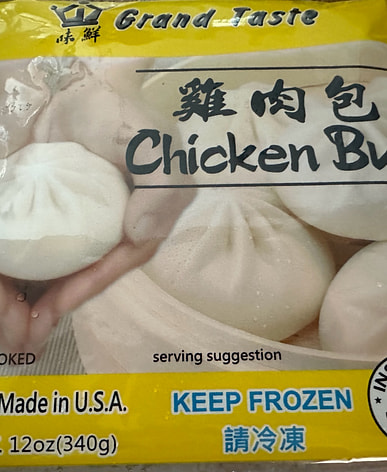 Grand Taste
味鮮
雞肉包
Chicken Bu
OKED
serving suggestion
Made in U.S.A.
KEEP FROZEN
12oz(340g)
請冷凍
INS